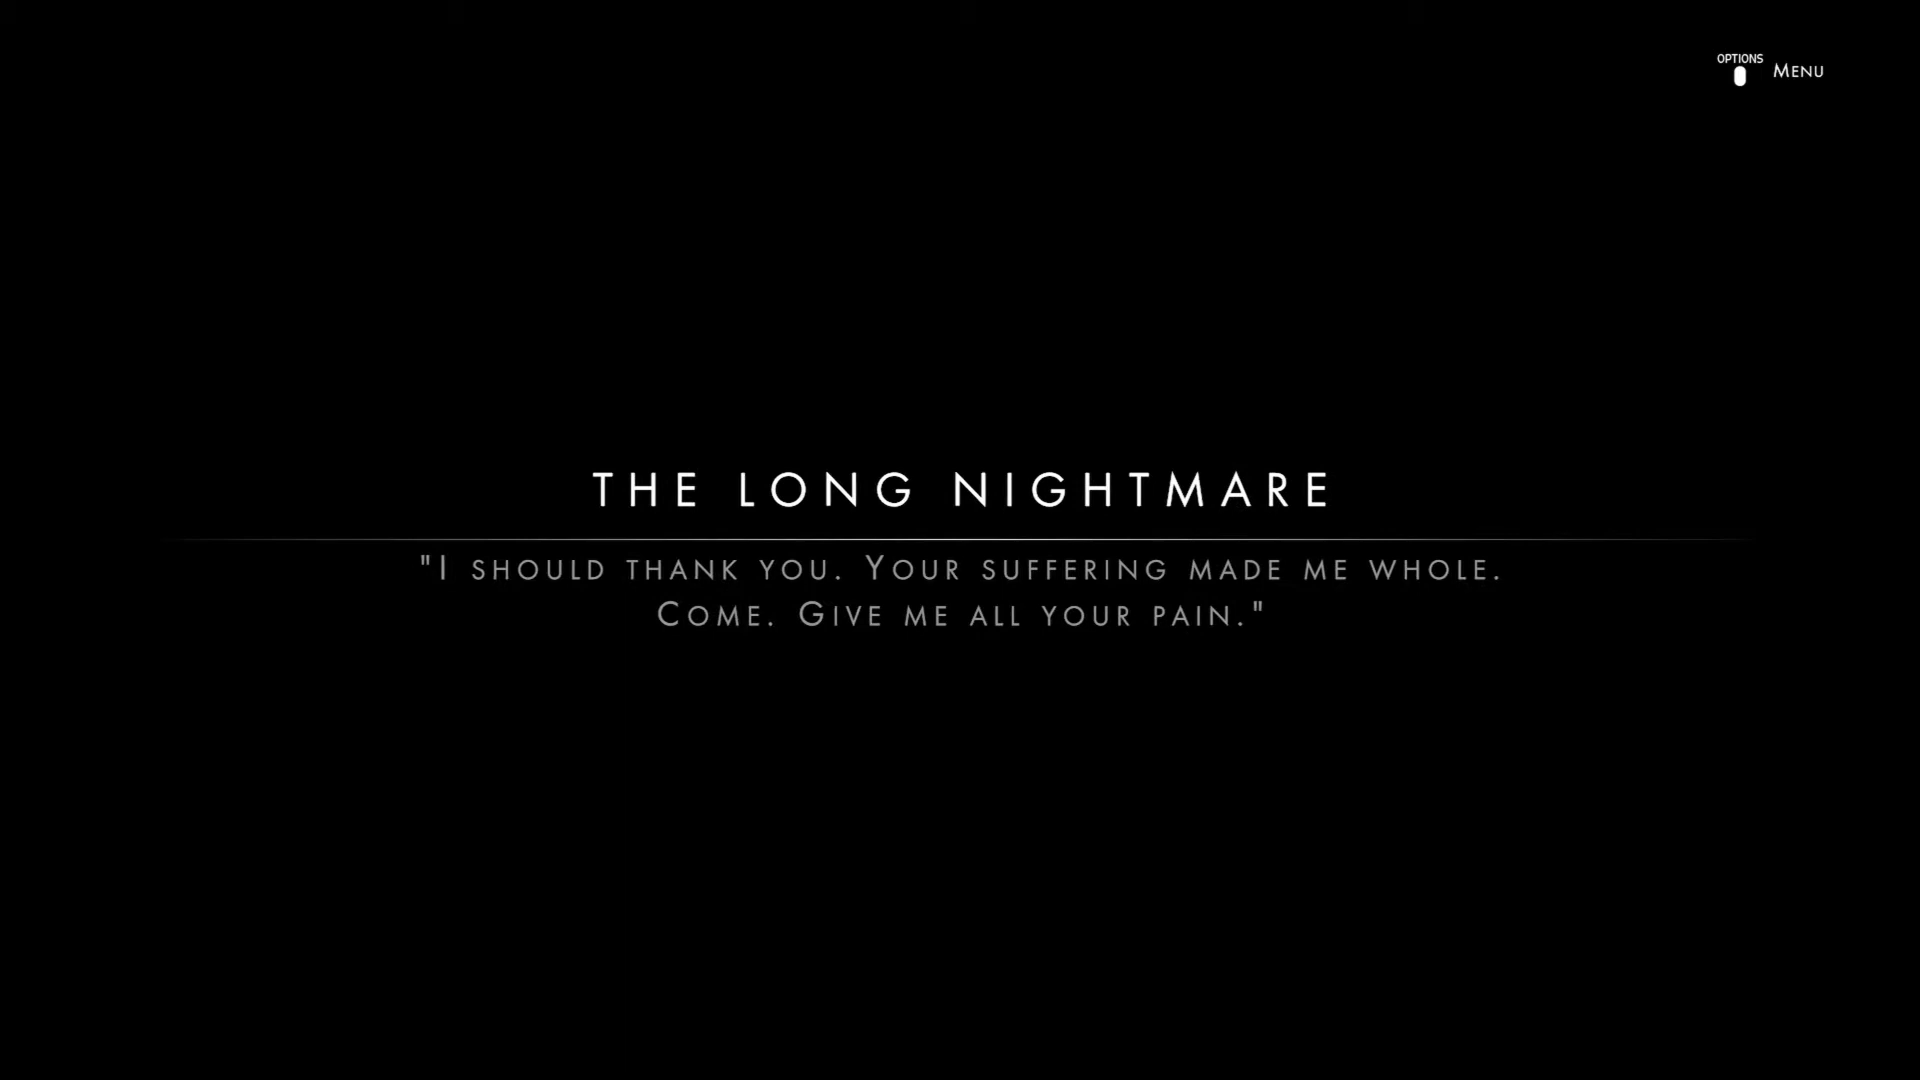 OPTIONS
MENU
THE LONG NIGHTMARE
"I SHOULD THANK YOU. YOUR SUFFERING MADE ME WHOLE.
COME. GIVE ME ALL YOUR PAIN."